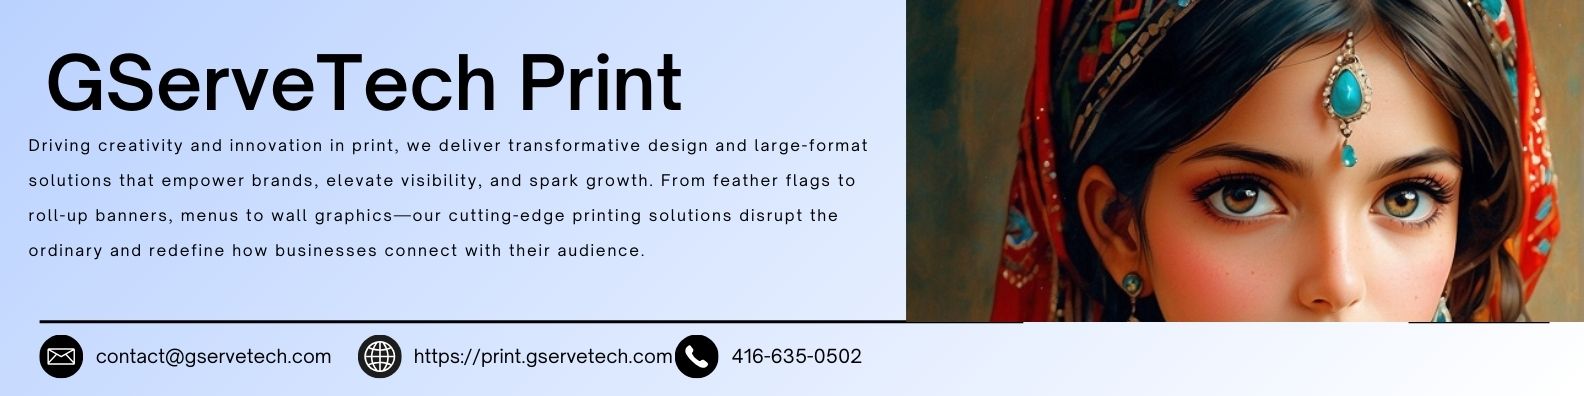 GServeTech Print
Driving creativity and innovation in print, we deliver transformative design and large-format
solutions that empower brands, elevate visibility, and spark growth. From feather flags to
roll-up banners, menus to wall graphics—our cutting-edge printing solutions disrupt the
ordinary and redefine how businesses connect with their audience.
contact@gservetech.com https://print.gservetech.com 416-635-0502